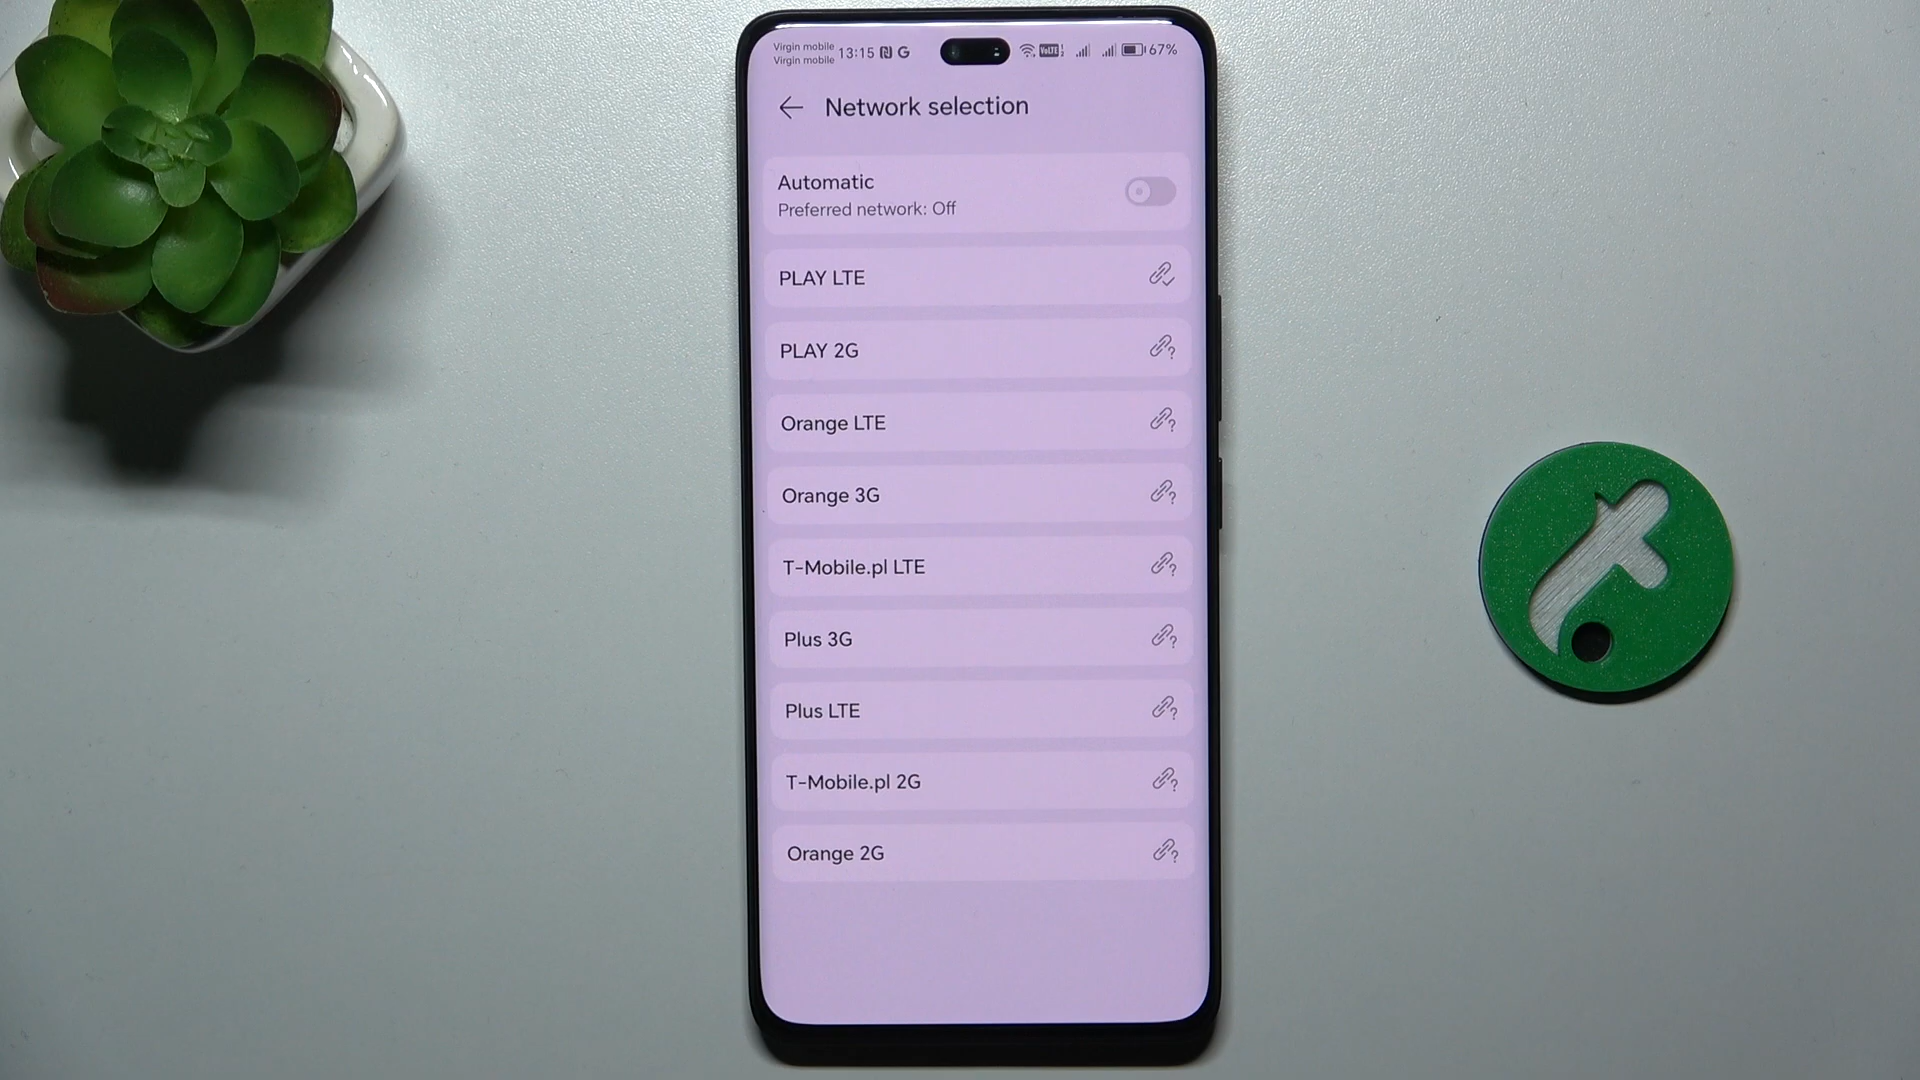 Virgin mobile
Virgin mobile
13:15
VoLTE
67%
Network selection
Automatic
Preferred network: Off
PLAY LTE
PLAY 2G
Orange LTE
Orange 3G
T-Mobile.pl LTE
Plus 3G
Plus LTE
T-Mobile.pl 2G
Orange 2G